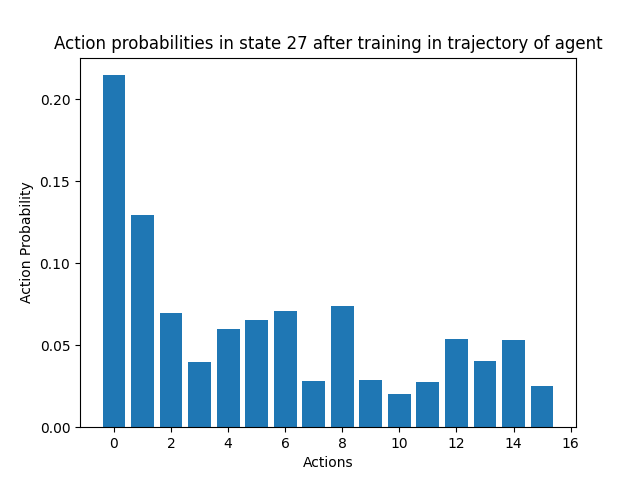 Action probabilities in state 27 after training in trajectory of agent
0.20
0.15
0.10
0.05
0.00
Action Probability
0 2 4 6 8 10 12 14 16
Actions